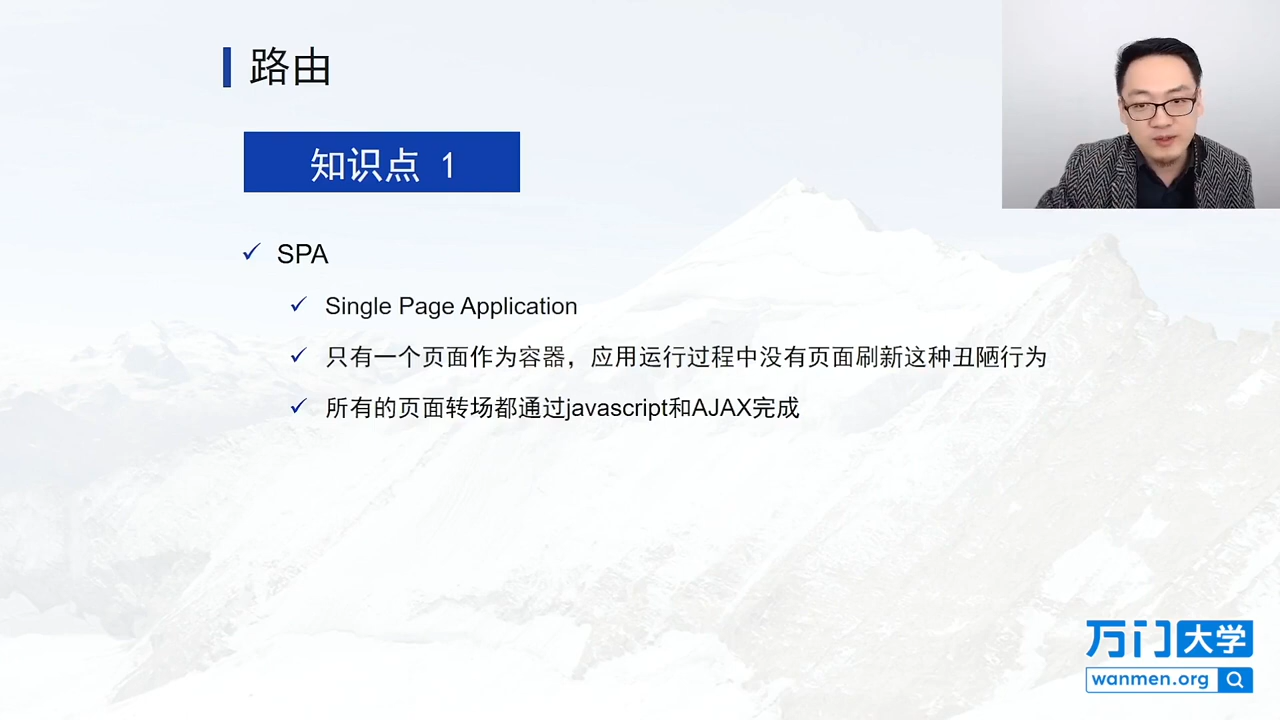 路由
知识点 1
SPA
Single Page Application
只有一个页面作为容器，应用运行过程中没有页面刷新这种丑陋行为
所有的页面转场都通过javascript和AJAX完成
万门大学
wanmen.org